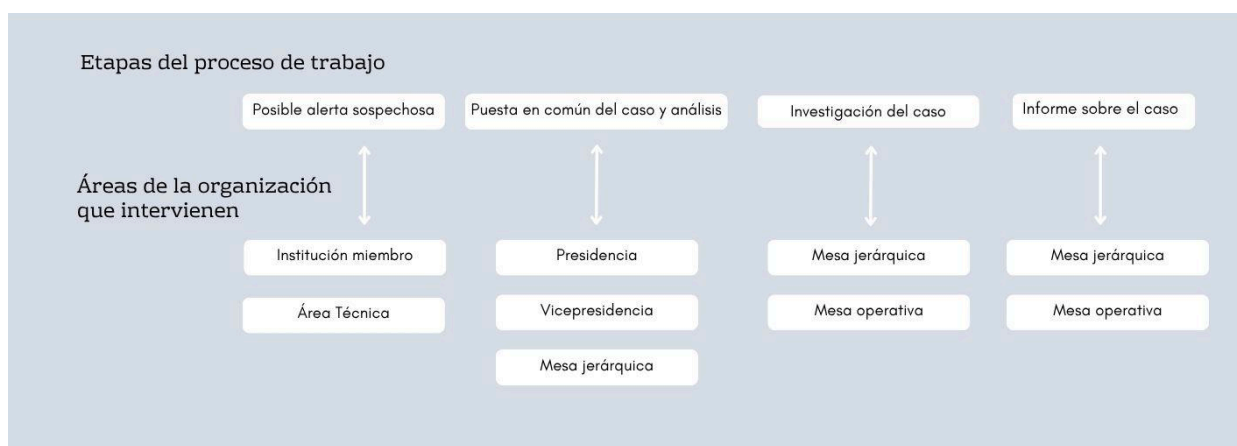 Etapas del proceso de trabajo
Posible alerta sospechosa
Puesta en común del caso y análisis
Investigación del caso
Informe sobre el caso
Áreas de la organización
que intervienen
Institución miembro
Presidencia
Mesa jerárquica
Mesa jerárquica
Área Técnica
Vicepresidencia
Mesa operativa
Mesa operativa
Mesa jerárquica